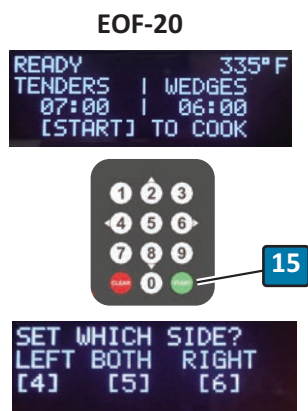 EOF-20
READY 335°F
TENDERS | WEDGES
07:00 | 06:00
[START] TO COOK
1 2 3
4 5 6
7 8 9
CLEAR 0 START
15
SET WHICH SIDE?
LEFT BOTH RIGHT
[4] [5] [6]